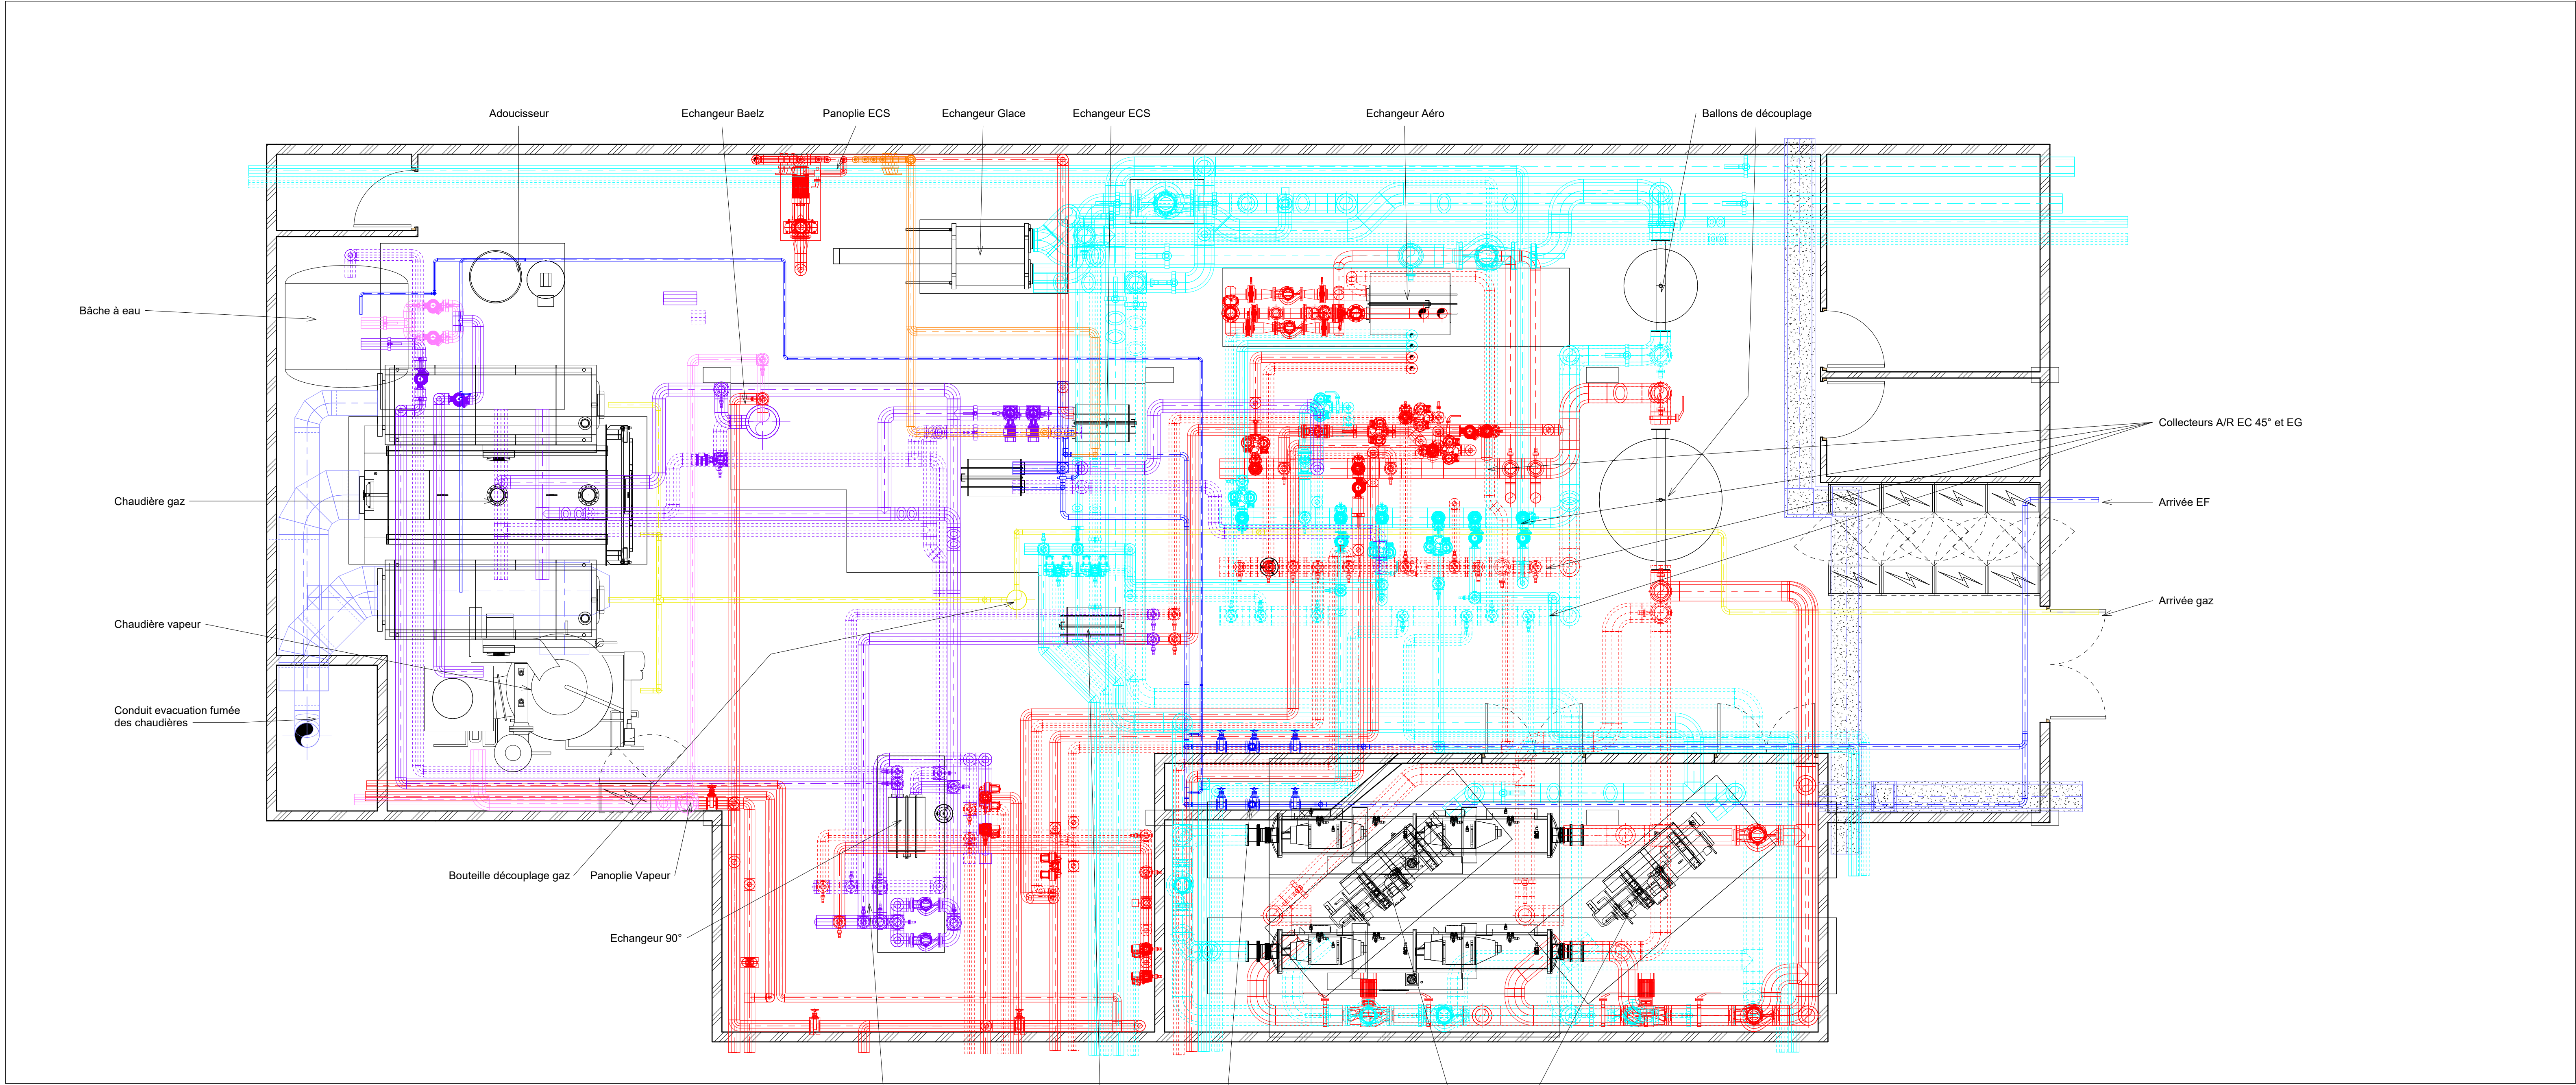 Adoucisseur
Echangeur Baelz
Panoplie ECS
Echangeur Glace
Echangeur ECS
Echangeur Aéro
Ballons de découplage
Bâche à eau
Collecteurs A/R EC 45° et EG
Chaudière gaz
Arrivée EF
Arrivée gaz
Chaudière vapeur
Conduit evacuation fumée
des chaudières
Bouteille découplage gaz
Panoplie Vapeur
Echangeur 90°